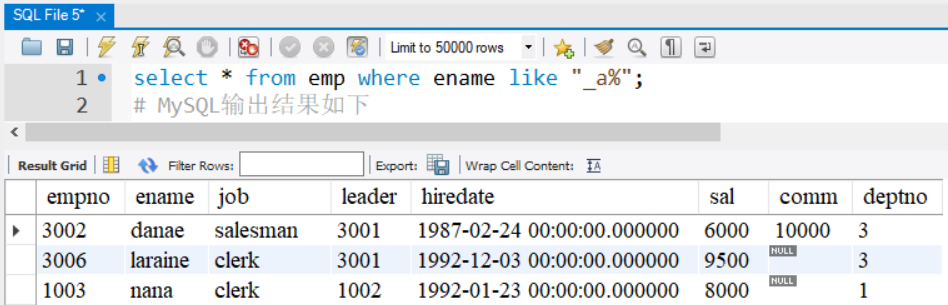 SQL File 5* ×
Limit to 50000 rows
1 select * from emp where ename like "_a%";
2 # MySQL输出结果如下
Result Grid Filter Rows: Export: Wrap Cell Content: IA
empno ename job leader hiredate sal comm deptno
3002 danae salesman 3001 1987-02-24 00:00:00.000000 6000 10000 3
3006 laraine clerk 3001 1992-12-03 00:00:00.000000 9500 NULL 3
1003 nana clerk 1002 1992-01-23 00:00:00.000000 8000 NULL 1